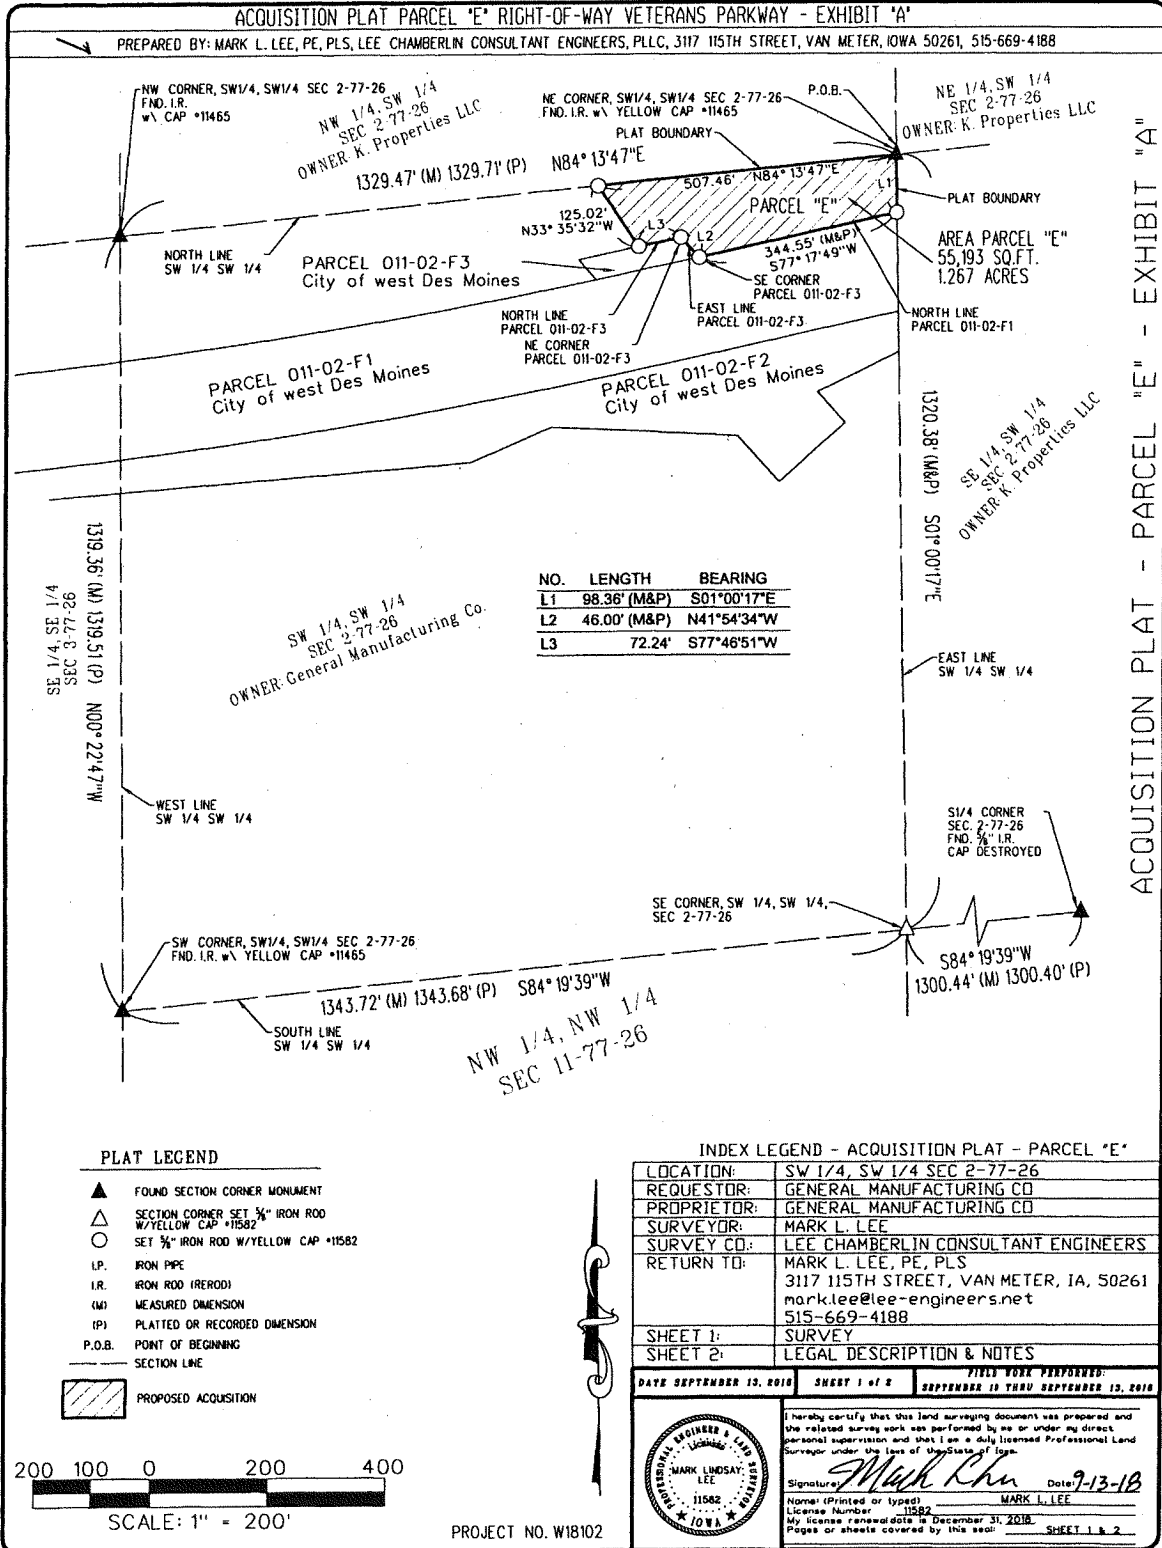 ACQUISITION PLAT PARCEL "E" RIGHT-OF-WAY VETERANS PARKWAY - EXHIBIT "A"
PREPARED BY: MARK L. LEE, PE, PLS, LEE CHAMBERLIN CONSULTANT ENGINEERS, PLLC, 3117 115TH STREET, VAN METER, IOWA 50261, 515-669-4188
NW CORNER, SW1/4, SW1/4 SEC 2-77-26
FND. I.R.
w\ CAP #11465
NW 1/4, SW 1/4
SEC 2-77-26
OWNER: K. Properties LLC
NE CORNER, SW1/4, SW1/4 SEC 2-77-26
FND. I.R. w\ YELLOW CAP #11465
P.O.B.
NE 1/4, SW 1/4
SEC 2-77-26
OWNER: K. Properties LLC
PLAT BOUNDARY
1329.47' (M) 1329.71' (P) N84°13'47"E
507.46' N84°13'47"E
L1
PLAT BOUNDARY
PARCEL "E"
125.02'
N33°35'32"W
L3
L2
344.55' (M&P)
S77°17'49"W
AREA PARCEL "E"
55,193 SQ.FT.
1.267 ACRES
NORTH LINE
SW 1/4 SW 1/4
PARCEL 011-02-F3
City of west Des Moines
SE CORNER
PARCEL 011-02-F3
EAST LINE
PARCEL 011-02-F3
NORTH LINE
PARCEL 011-02-F3
NE CORNER
PARCEL 011-02-F3
NORTH LINE
PARCEL 011-02-F1
PARCEL 011-02-F1
City of west Des Moines
PARCEL 011-02-F2
City of west Des Moines
1320.38' (M&P) S01°00'17"E
SE 1/4, SW 1/4
SEC 2-77-26
OWNER: K. Properties LLC
ACQUISITION PLAT - PARCEL "E" - EXHIBIT "A"
SE 1/4, SE 1/4
SEC 3-77-26
1319.36' (M) 1319.51 (P) N00°22'47"W
SW 1/4, SW 1/4
SEC 2-77-26
OWNER: General Manufacturing Co.
NO. LENGTH BEARING
L1 98.36' (M&P) S01°00'17"E
L2 46.00' (M&P) N41°54'34"W
L3 72.24' S77°46'51"W
EAST LINE
SW 1/4 SW 1/4
WEST LINE
SW 1/4 SW 1/4
S1/4 CORNER
SEC. 2-77-26
FND. ⅝" I.R.
CAP DESTROYED
SE CORNER, SW 1/4, SW 1/4,
SEC 2-77-26
SW CORNER, SW1/4, SW1/4 SEC 2-77-26
FND. I.R. w\ YELLOW CAP #11465
S84°19'39"W
1300.44' (M) 1300.40' (P)
1343.72' (M) 1343.68' (P) S84°19'39"W
SOUTH LINE
SW 1/4 SW 1/4
NW 1/4, NW 1/4
SEC 11-77-26
PLAT LEGEND
FOUND SECTION CORNER MONUMENT
SECTION CORNER SET ⅝" IRON ROD
W/YELLOW CAP #11582
SET ⅝" IRON ROD W/YELLOW CAP #11582
I.P. IRON PIPE
I.R. IRON ROD (REROD)
(M) MEASURED DIMENSION
(P) PLATTED OR RECORDED DIMENSION
P.O.B. POINT OF BEGINNING
SECTION LINE
PROPOSED ACQUISITION
200 100 0 200 400
SCALE: 1" = 200'
PROJECT NO. W18102
INDEX LEGEND - ACQUISITION PLAT - PARCEL "E"
LOCATION: SW 1/4, SW 1/4 SEC 2-77-26
REQUESTOR: GENERAL MANUFACTURING CO
PROPRIETOR: GENERAL MANUFACTURING CO
SURVEYOR: MARK L. LEE
SURVEY CO.: LEE CHAMBERLIN CONSULTANT ENGINEERS
RETURN TO: MARK L. LEE, PE, PLS
3117 115TH STREET, VAN METER, IA, 50261
mark.lee@lee-engineers.net
515-669-4188
SHEET 1: SURVEY
SHEET 2: LEGAL DESCRIPTION & NOTES
DATE SEPTEMBER 13, 2018 SHEET 1 of 2
FIELD WORK PERFORMED:
SEPTEMBER 10 THRU SEPTEMBER 13, 2018
PROFESSIONAL ENGINEER & LAND SURVEYOR
LICENSED
MARK LINDSAY
LEE
11582
IOWA
I hereby certify that this land surveying document was prepared and
the related survey work was performed by me or under my direct
personal supervision and that I am a duly licensed Professional Land
Surveyor under the laws of the State of Iowa.
Signature: Date: 9-13-18
Name: (Printed or typed) MARK L. LEE
License Number 11582
My license renewal date is December 31, 2018
Pages or sheets covered by this seal: SHEET 1 & 2